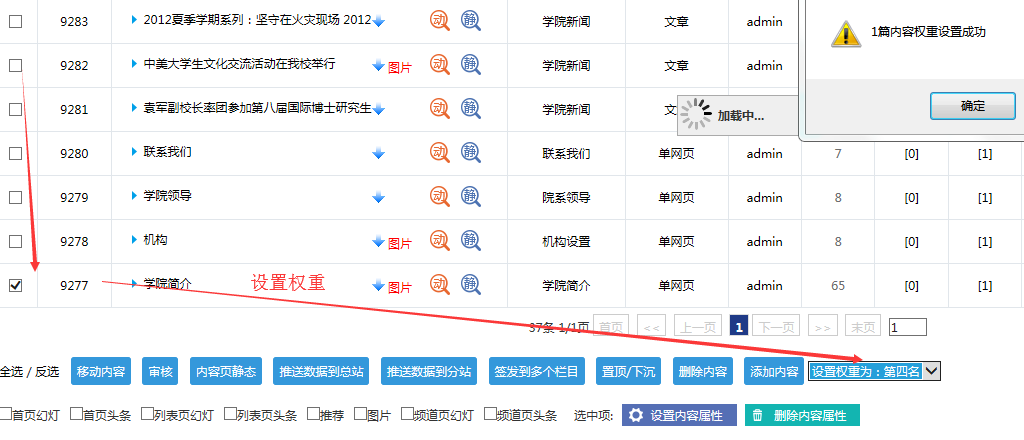 9283 2012夏季学期系列：坚守在火灾现场 2012 动 静 学院新闻 文章 admin
1篇内容权重设置成功
9282 中美大学生文化交流活动在我校举行 图片 动 静 学院新闻 文章 admin
9281 袁军副校长率团参加第八届国际博士研究生 动 静 学院新闻 文
加载中...
确定
9280 联系我们 动 静 联系我们 单网页 admin 7 [0] [1]
9279 学院领导 动 静 院系领导 单网页 admin 8 [0] [1]
9278 机构 图片 动 静 机构设置 单网页 admin 8 [0] [1]
9277 学院简介 图片 动 静 学院简介 单网页 admin 65 [0] [1]
设置权重
37条 1/1页 首页 << 上一页 1 下一页 >> 末页 1
全选 / 反选 移动内容 审核 内容页静态 推送数据到总站 推送数据到分站 签发到多个栏目 置顶/下沉 删除内容 添加内容 设置权重为：第四名
首页幻灯 首页头条 列表页幻灯 列表页头条 推荐 图片 频道页幻灯 频道页头条 选中项: 设置内容属性 删除内容属性